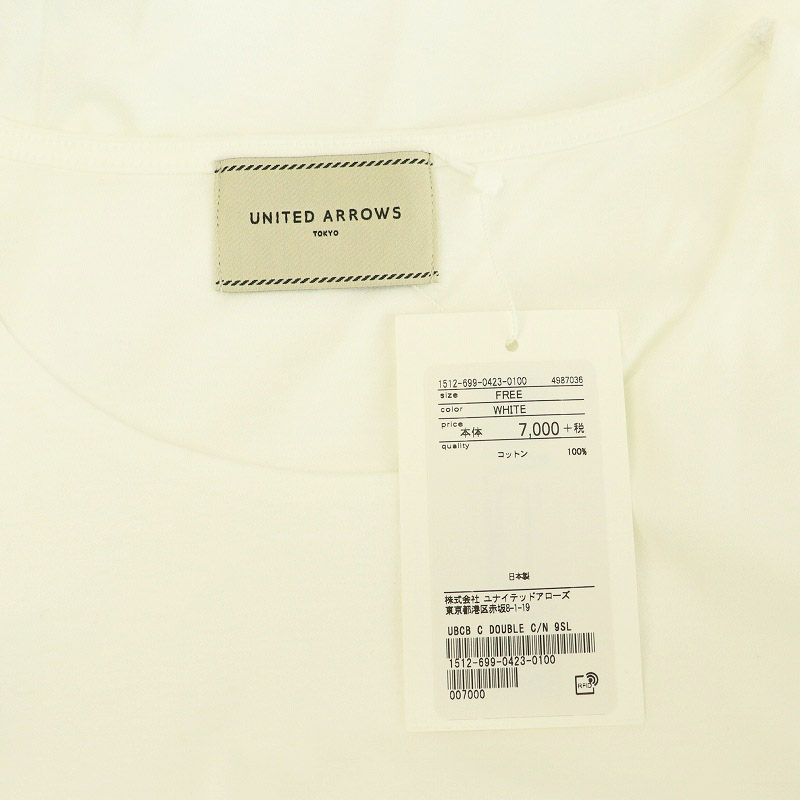 UNITED ARROWS
TOKYO
1512-699-0423-0100 4987036
size FREE
color WHITE
price 本体 7,000+税
quality
コットン 100%
日本製
株式会社 ユナイテッドアローズ
東京都港区赤坂8-1-19
UBCB C DOUBLE C/N 9SL
1512-699-0423-0100
007000
RFID